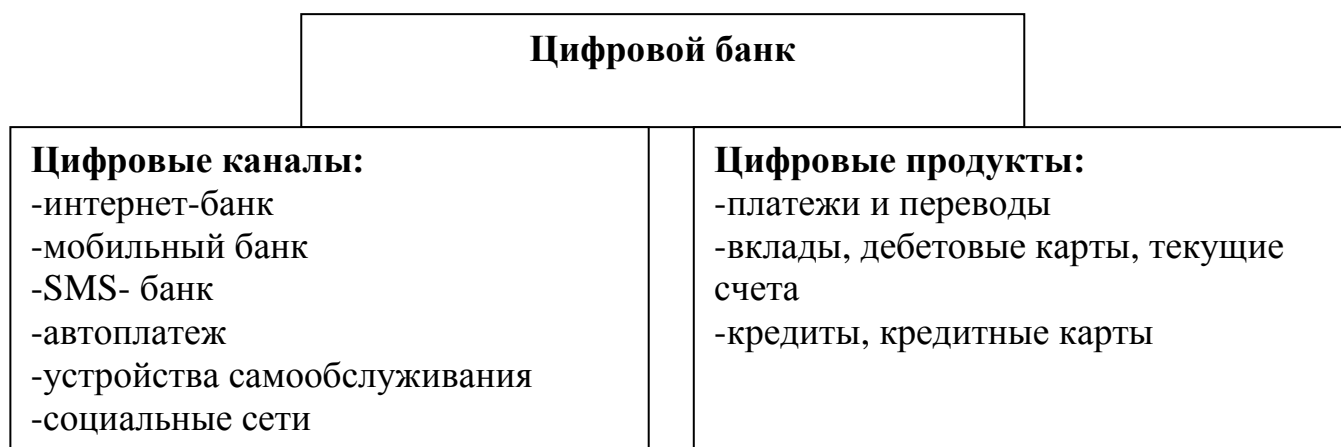 Цифровой банк
Цифровые каналы:
-интернет-банк
-мобильный банк
-SMS- банк
-автоплатеж
-устройства самообслуживания
-социальные сети
Цифровые продукты:
-платежи и переводы
-вклады, дебетовые карты, текущие
счета
-кредиты, кредитные карты